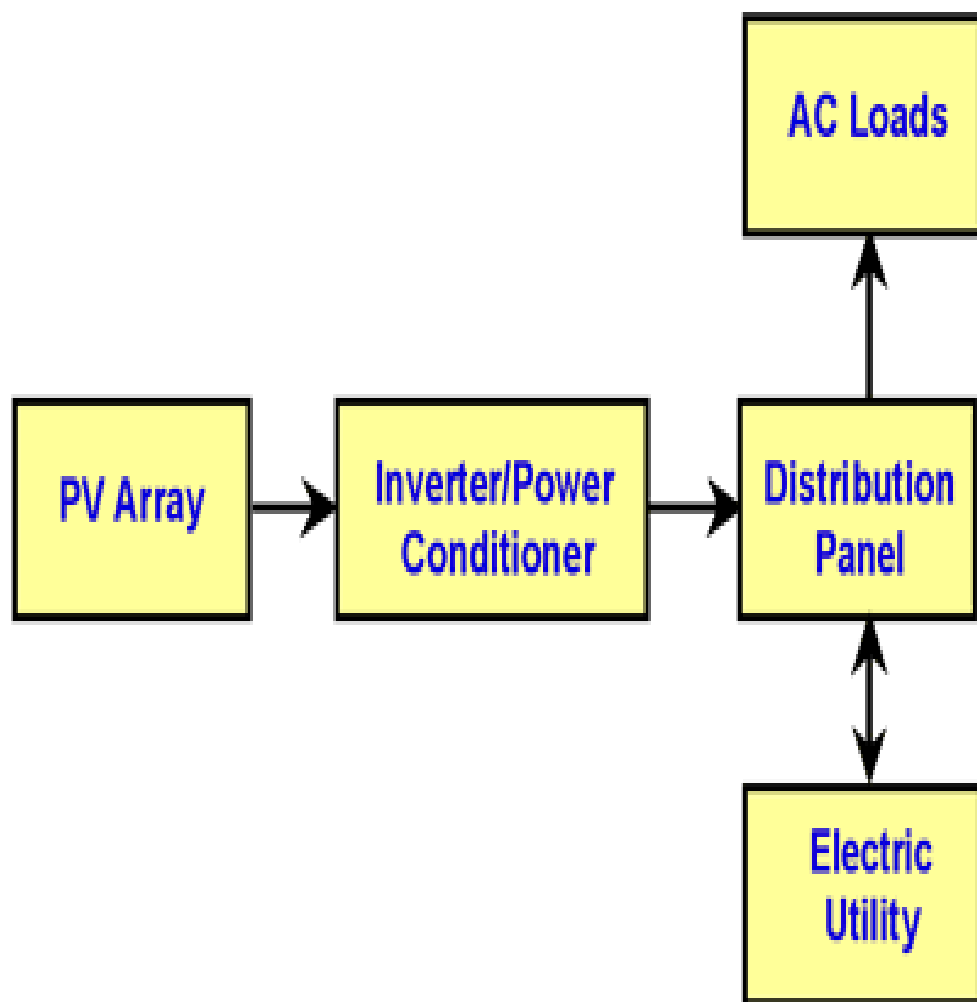 AC Loads
PV Array
Inverter/Power
Conditioner
Distribution
Panel
Electric
Utility